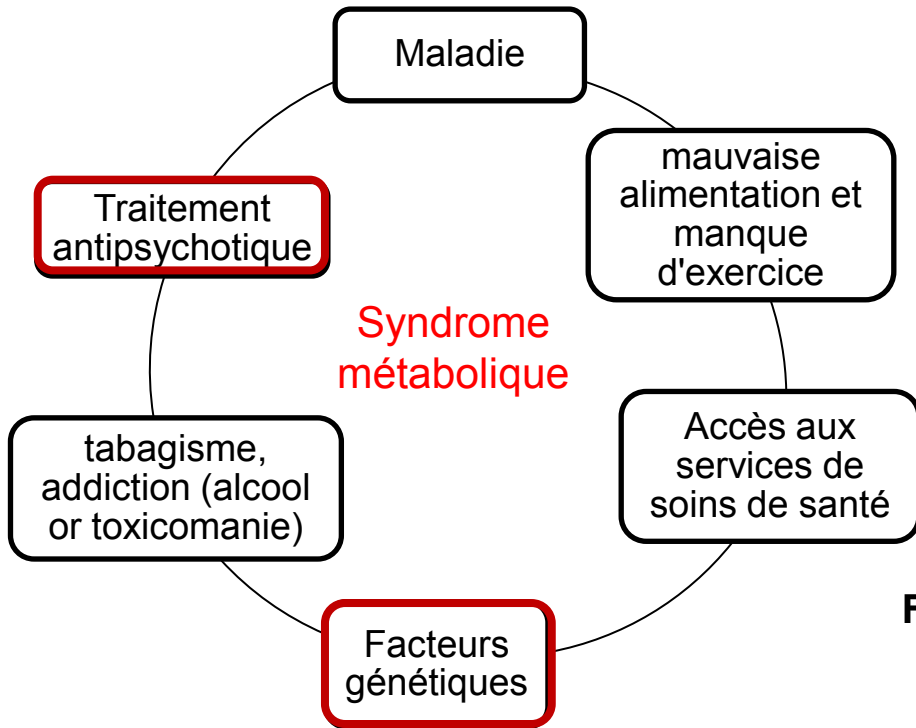 Maladie
mauvaise
alimentation et
manque
d'exercice
Traitement
antipsychotique
Syndrome
métabolique
Accès aux
services de
soins de santé
tabagisme,
addiction (alcool
or toxicomanie)
F
Facteurs
génétiques